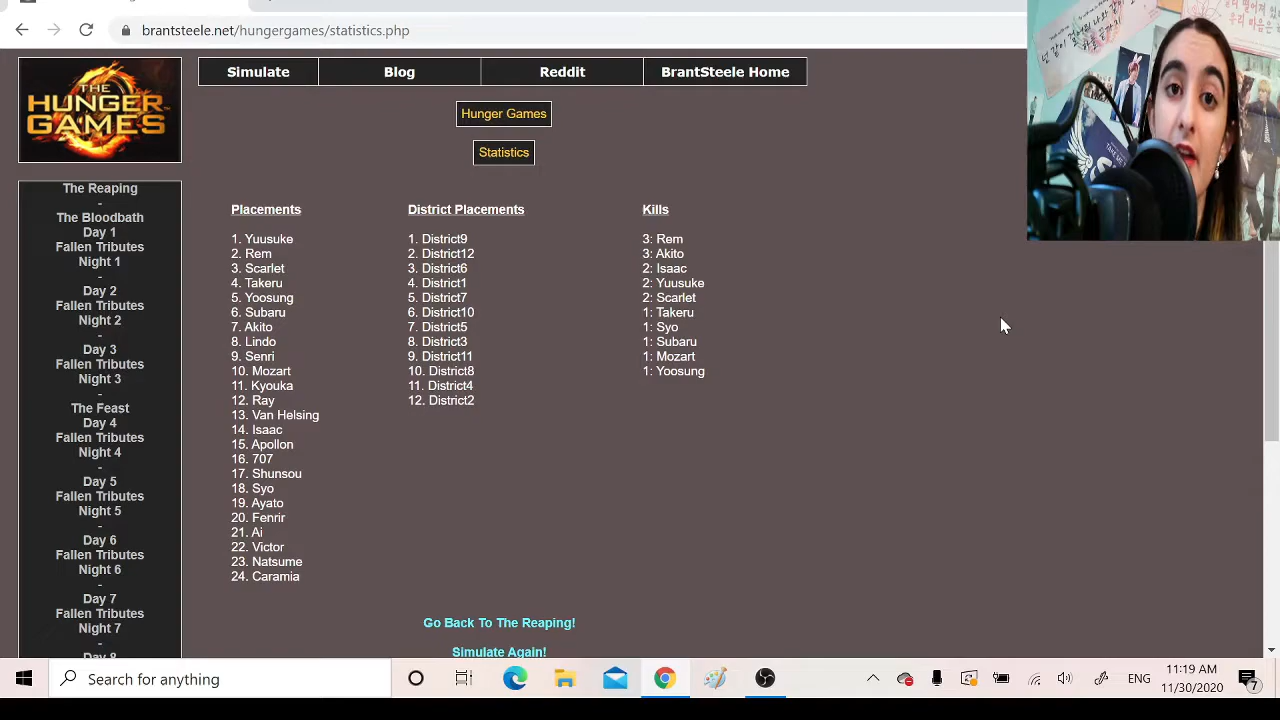 brantsteele.net/hungergames/statistics.php
THE
HUNGER
GAMES
Simulate
Blog
Reddit
BrantSteele Home
Hunger Games
Statistics
The Reaping
-
The Bloodbath
Day 1
Fallen Tributes
Night 1
-
Day 2
Fallen Tributes
Night 2
-
Day 3
Fallen Tributes
Night 3
-
The Feast
Day 4
Fallen Tributes
Night 4
-
Day 5
Fallen Tributes
Night 5
-
Day 6
Fallen Tributes
Night 6
-
Day 7
Fallen Tributes
Night 7
-
Day 8
Placements
1. Yuusuke
2. Rem
3. Scarlet
4. Takeru
5. Yoosung
6. Subaru
7. Akito
8. Lindo
9. Senri
10. Mozart
11. Kyouka
12. Ray
13. Van Helsing
14. Isaac
15. Apollon
16. 707
17. Shunsou
18. Syo
19. Ayato
20. Fenrir
21. Ai
22. Victor
23. Natsume
24. Caramia
District Placements
1. District9
2. District12
3. District6
4. District1
5. District7
6. District10
7. District5
8. District3
9. District11
10. District8
11. District4
12. District2
Kills
3: Rem
3: Akito
2: Isaac
2: Yuusuke
2: Scarlet
1: Takeru
1: Syo
1: Subaru
1: Mozart
1: Yoosung
Go Back To The Reaping!
Simulate Again!
Search for anything
ENG
11:19 AM
11/30/2020
7